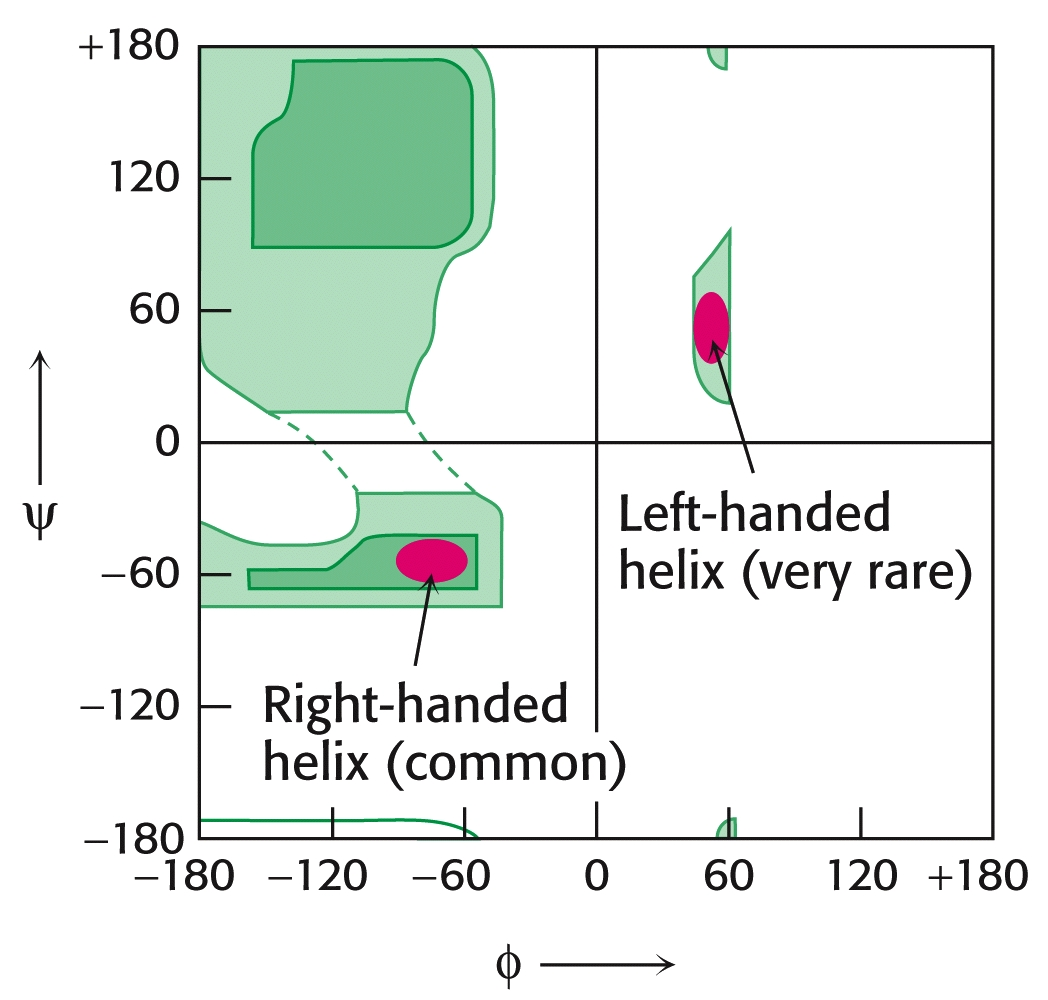 +180
120
60
0
−60
−120
−180
ψ
Left-handed
helix (very rare)
Right-handed
helix (common)
−180 −120 −60 0 60 120 +180
ϕ